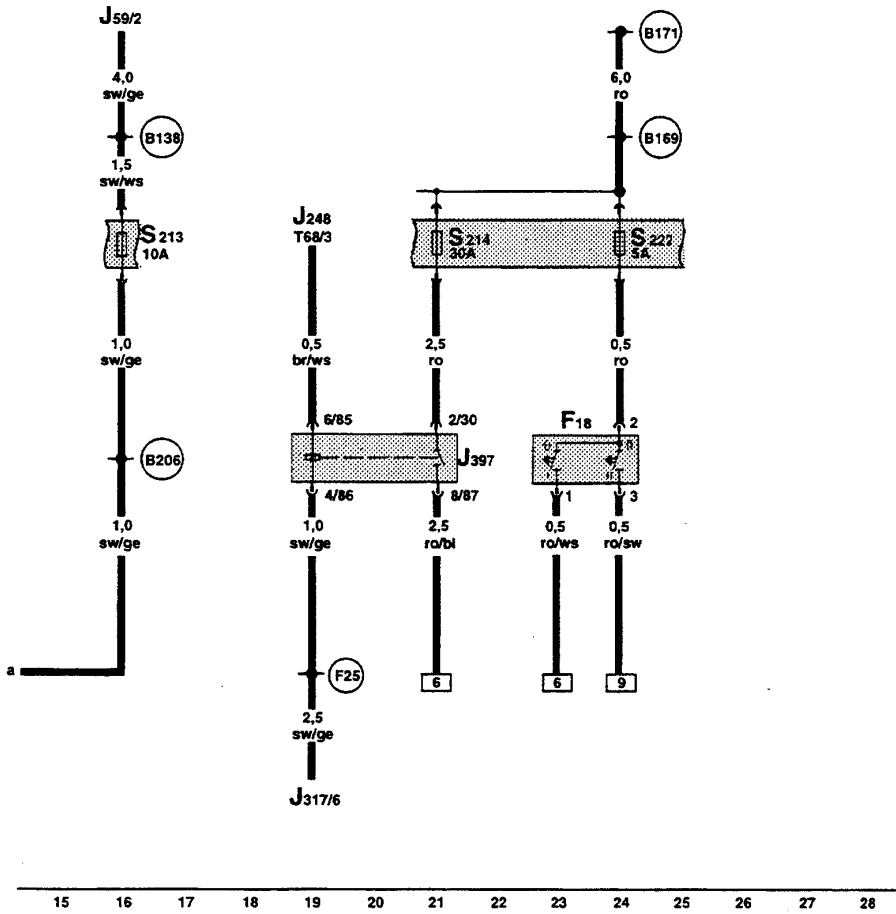 J59/2
B171
4,0
sw/ge
6,0
ro
B138
B169
1,5
sw/ws
J248
T68/3
S213
10A
S214
30A
S222
5A
1,0
sw/ge
0,5
br/ws
2,5
ro
0,5
ro
6/85
2/30
F18
2
B206
J397
4/86
8/87
1
3
1,0
sw/ge
1,0
sw/ge
2,5
ro/bl
0,5
ro/ws
0,5
ro/sw
a
F25
6
6
9
2,5
sw/ge
J317/6
15 16 17 18 19 20 21 22 23 24 25 26 27 28